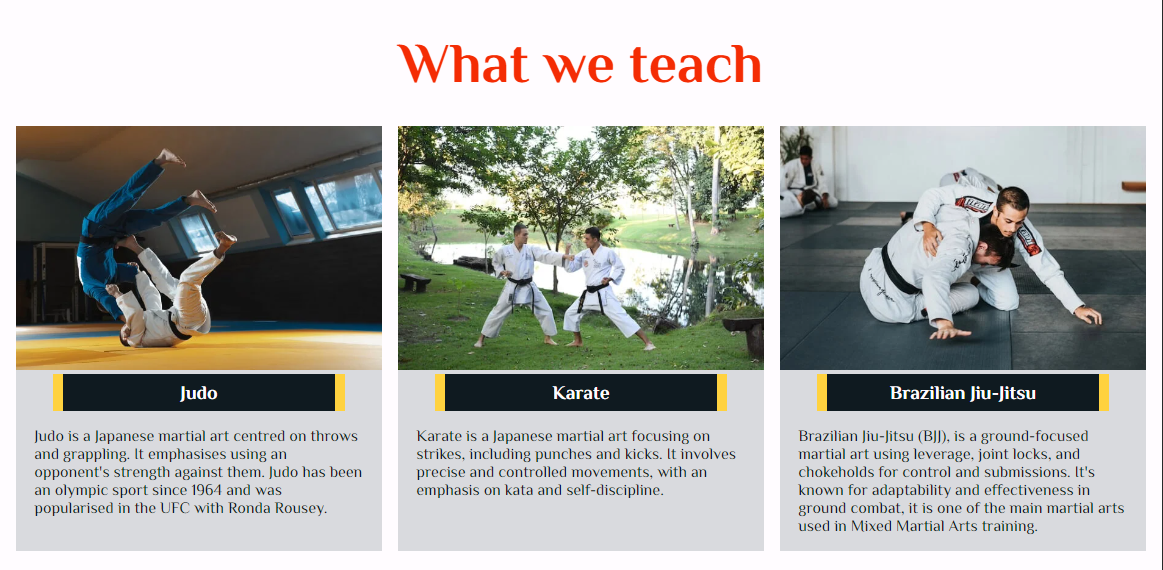 What we teach
Judo
Judo is a Japanese martial art centred on throws
and grappling. It emphasises using an
opponent's strength against them. Judo has been
an olympic sport since 1964 and was
popularised in the UFC with Ronda Rousey.
Karate
Karate is a Japanese martial art focusing on
strikes, including punches and kicks. It involves
precise and controlled movements, with an
emphasis on kata and self-discipline.
Brazilian Jiu-Jitsu
Brazilian Jiu-Jitsu (BJJ), is a ground-focused
martial art using leverage, joint locks, and
chokeholds for control and submissions. It's
known for adaptability and effectiveness in
ground combat, it is one of the main martial arts
used in Mixed Martial Arts training.